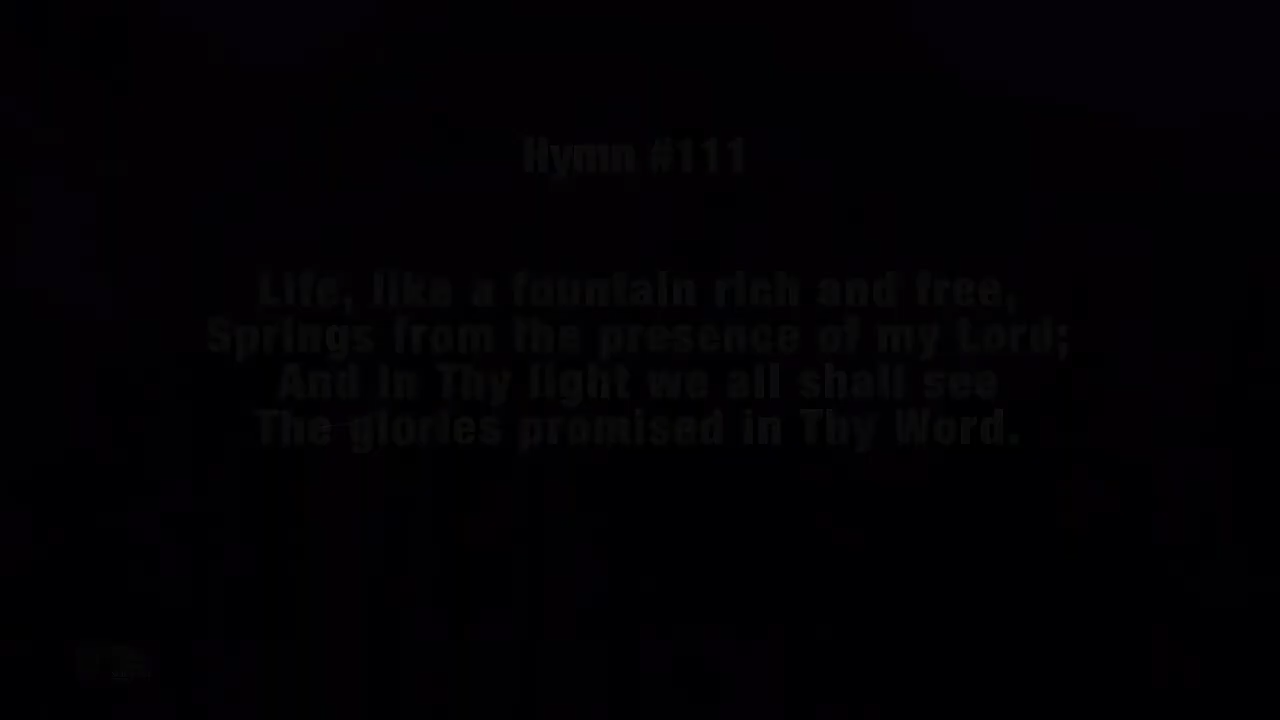 Hymn #111
Life, like a fountain rich and free,
Springs from the presence of my Lord;
And in Thy light we all shall see
The glories promised in Thy Word.